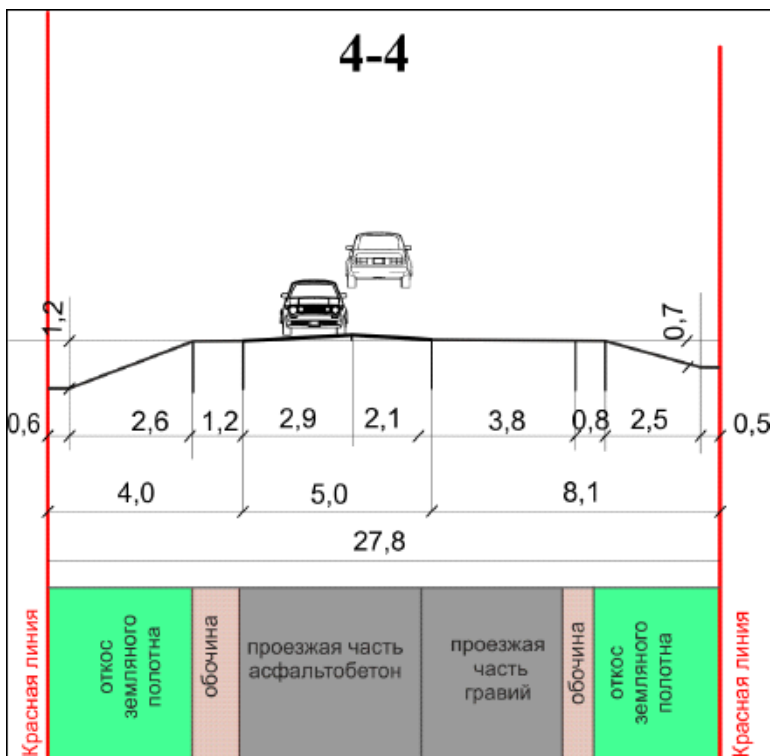 4-4
1,2
0,7
0,6
2,6
1,2
2,9
2,1
3,8
0,8
2,5
0,5
4,0
5,0
8,1
27,8
Красная линия
откос
земляного
полотна
обочина
проезжая часть
асфальтобетон
проезжая
часть
гравий
обочина
откос
земляного
полотна
Красная линия